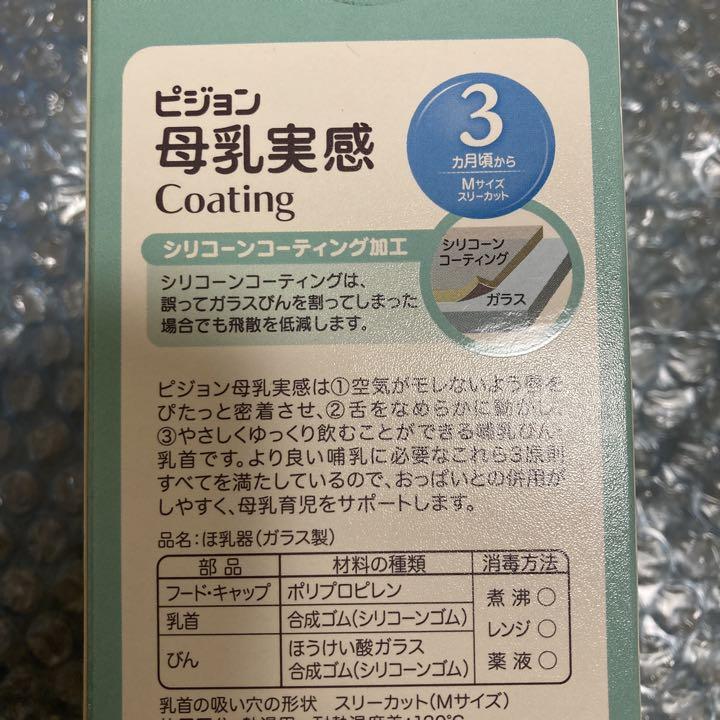 ピジョン
母乳実感
Coating
3
カ月頃から
Mサイズ
スリーカット
シリコーンコーティング加工
シリコーンコーティングは、
誤ってガラスびんを割ってしまった
場合でも飛散を低減します。
シリコーン
コーティング
ガラス
ピジョン母乳実感は①空気がモレないよう唇を
ぴたっと密着させ、②舌をなめらかに動かし、
③やさしくゆっくり飲むことができる哺乳びん・
乳首です。より良い哺乳に必要なこれら3原則
すべてを満たしているので、おっぱいとの併用が
しやすく、母乳育児をサポートします。
品名:ほ乳器(ガラス製)
部品 材料の種類 消毒方法
フード・キャップ ポリプロピレン 煮沸○
乳首 合成ゴム(シリコーンゴム) レンジ○
びん ほうけい酸ガラス
合成ゴム(シリコーンゴム) 薬液○
乳首の吸い穴の形状 スリーカット(Mサイズ)